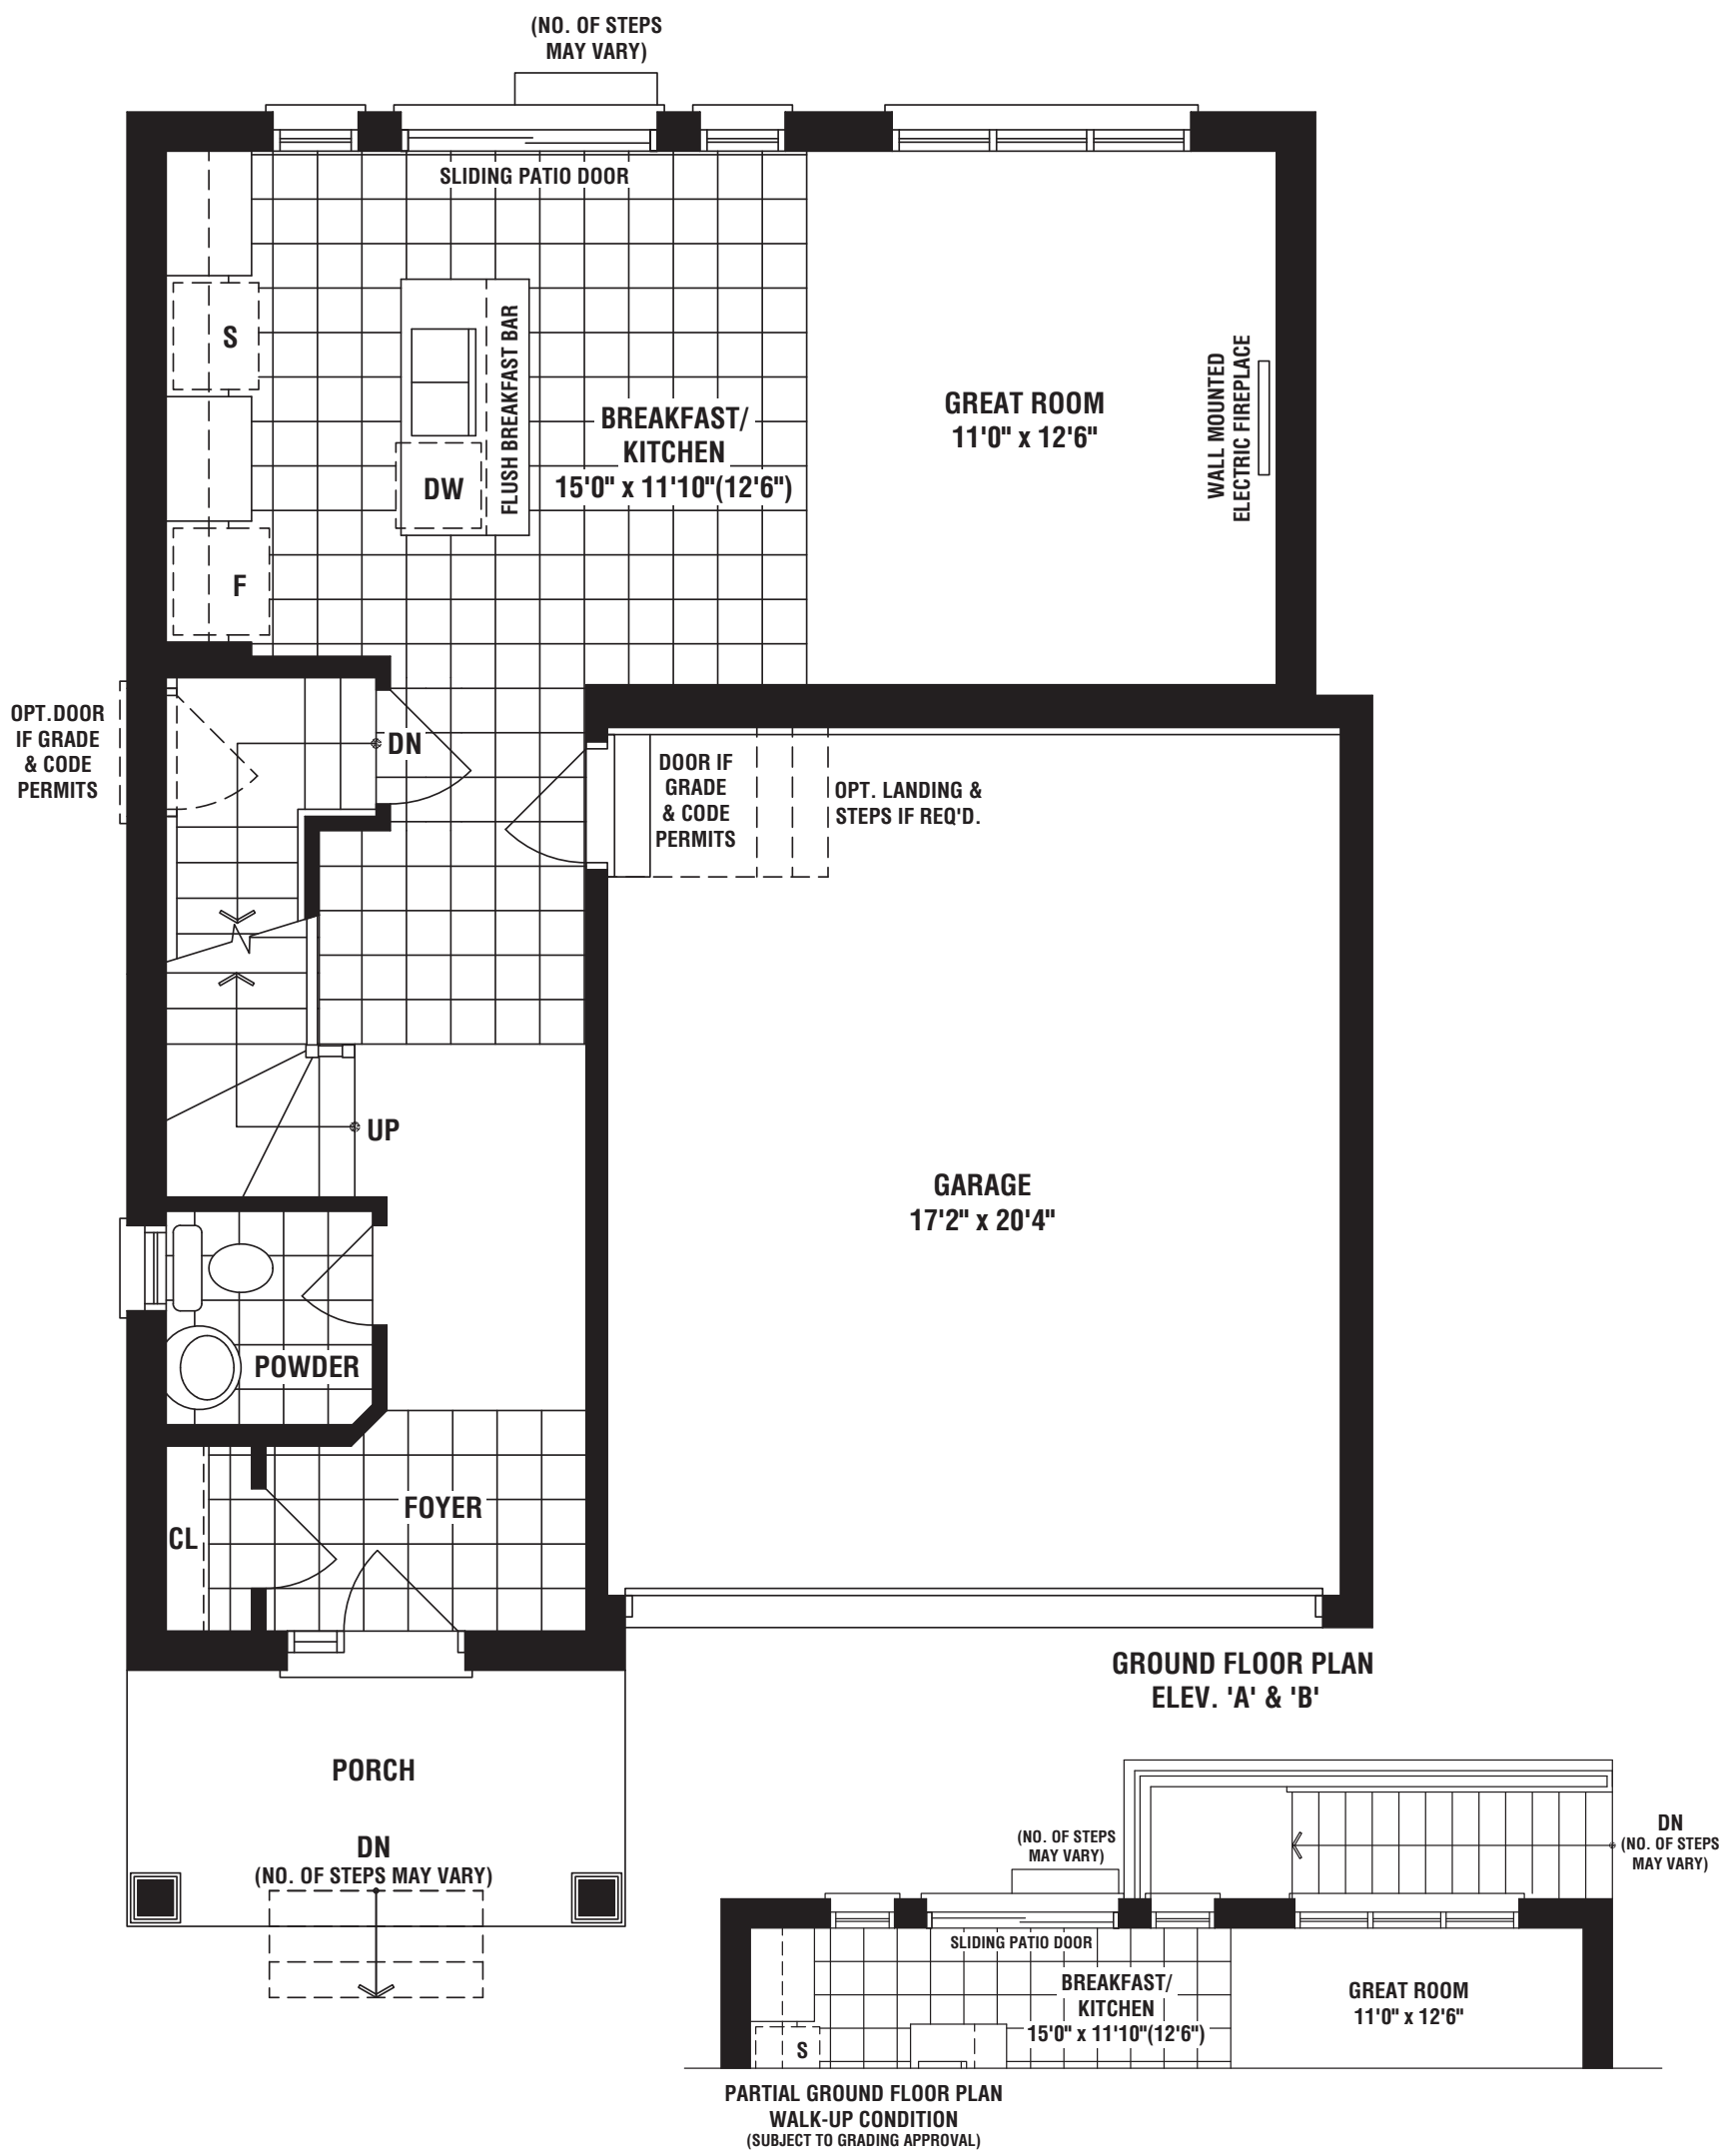 (NO. OF STEPS
MAY VARY)
SLIDING PATIO DOOR
S
FLUSH BREAKFAST BAR
BREAKFAST/
KITCHEN
15'0" x 11'10"(12'6")
DW
F
GREAT ROOM
11'0" x 12'6"
WALL MOUNTED
ELECTRIC FIREPLACE
OPT.DOOR
IF GRADE
& CODE
PERMITS
DN
DOOR IF
GRADE
& CODE
PERMITS
OPT. LANDING &
STEPS IF REQ'D.
UP
GARAGE
17'2" x 20'4"
POWDER
FOYER
CL
GROUND FLOOR PLAN
ELEV. 'A' & 'B'
PORCH
DN
(NO. OF STEPS MAY VARY)
(NO. OF STEPS
MAY VARY)
DN
(NO. OF STEPS
MAY VARY)
SLIDING PATIO DOOR
BREAKFAST/
KITCHEN
15'0" x 11'10"(12'6")
GREAT ROOM
11'0" x 12'6"
S
PARTIAL GROUND FLOOR PLAN
WALK-UP CONDITION
(SUBJECT TO GRADING APPROVAL)